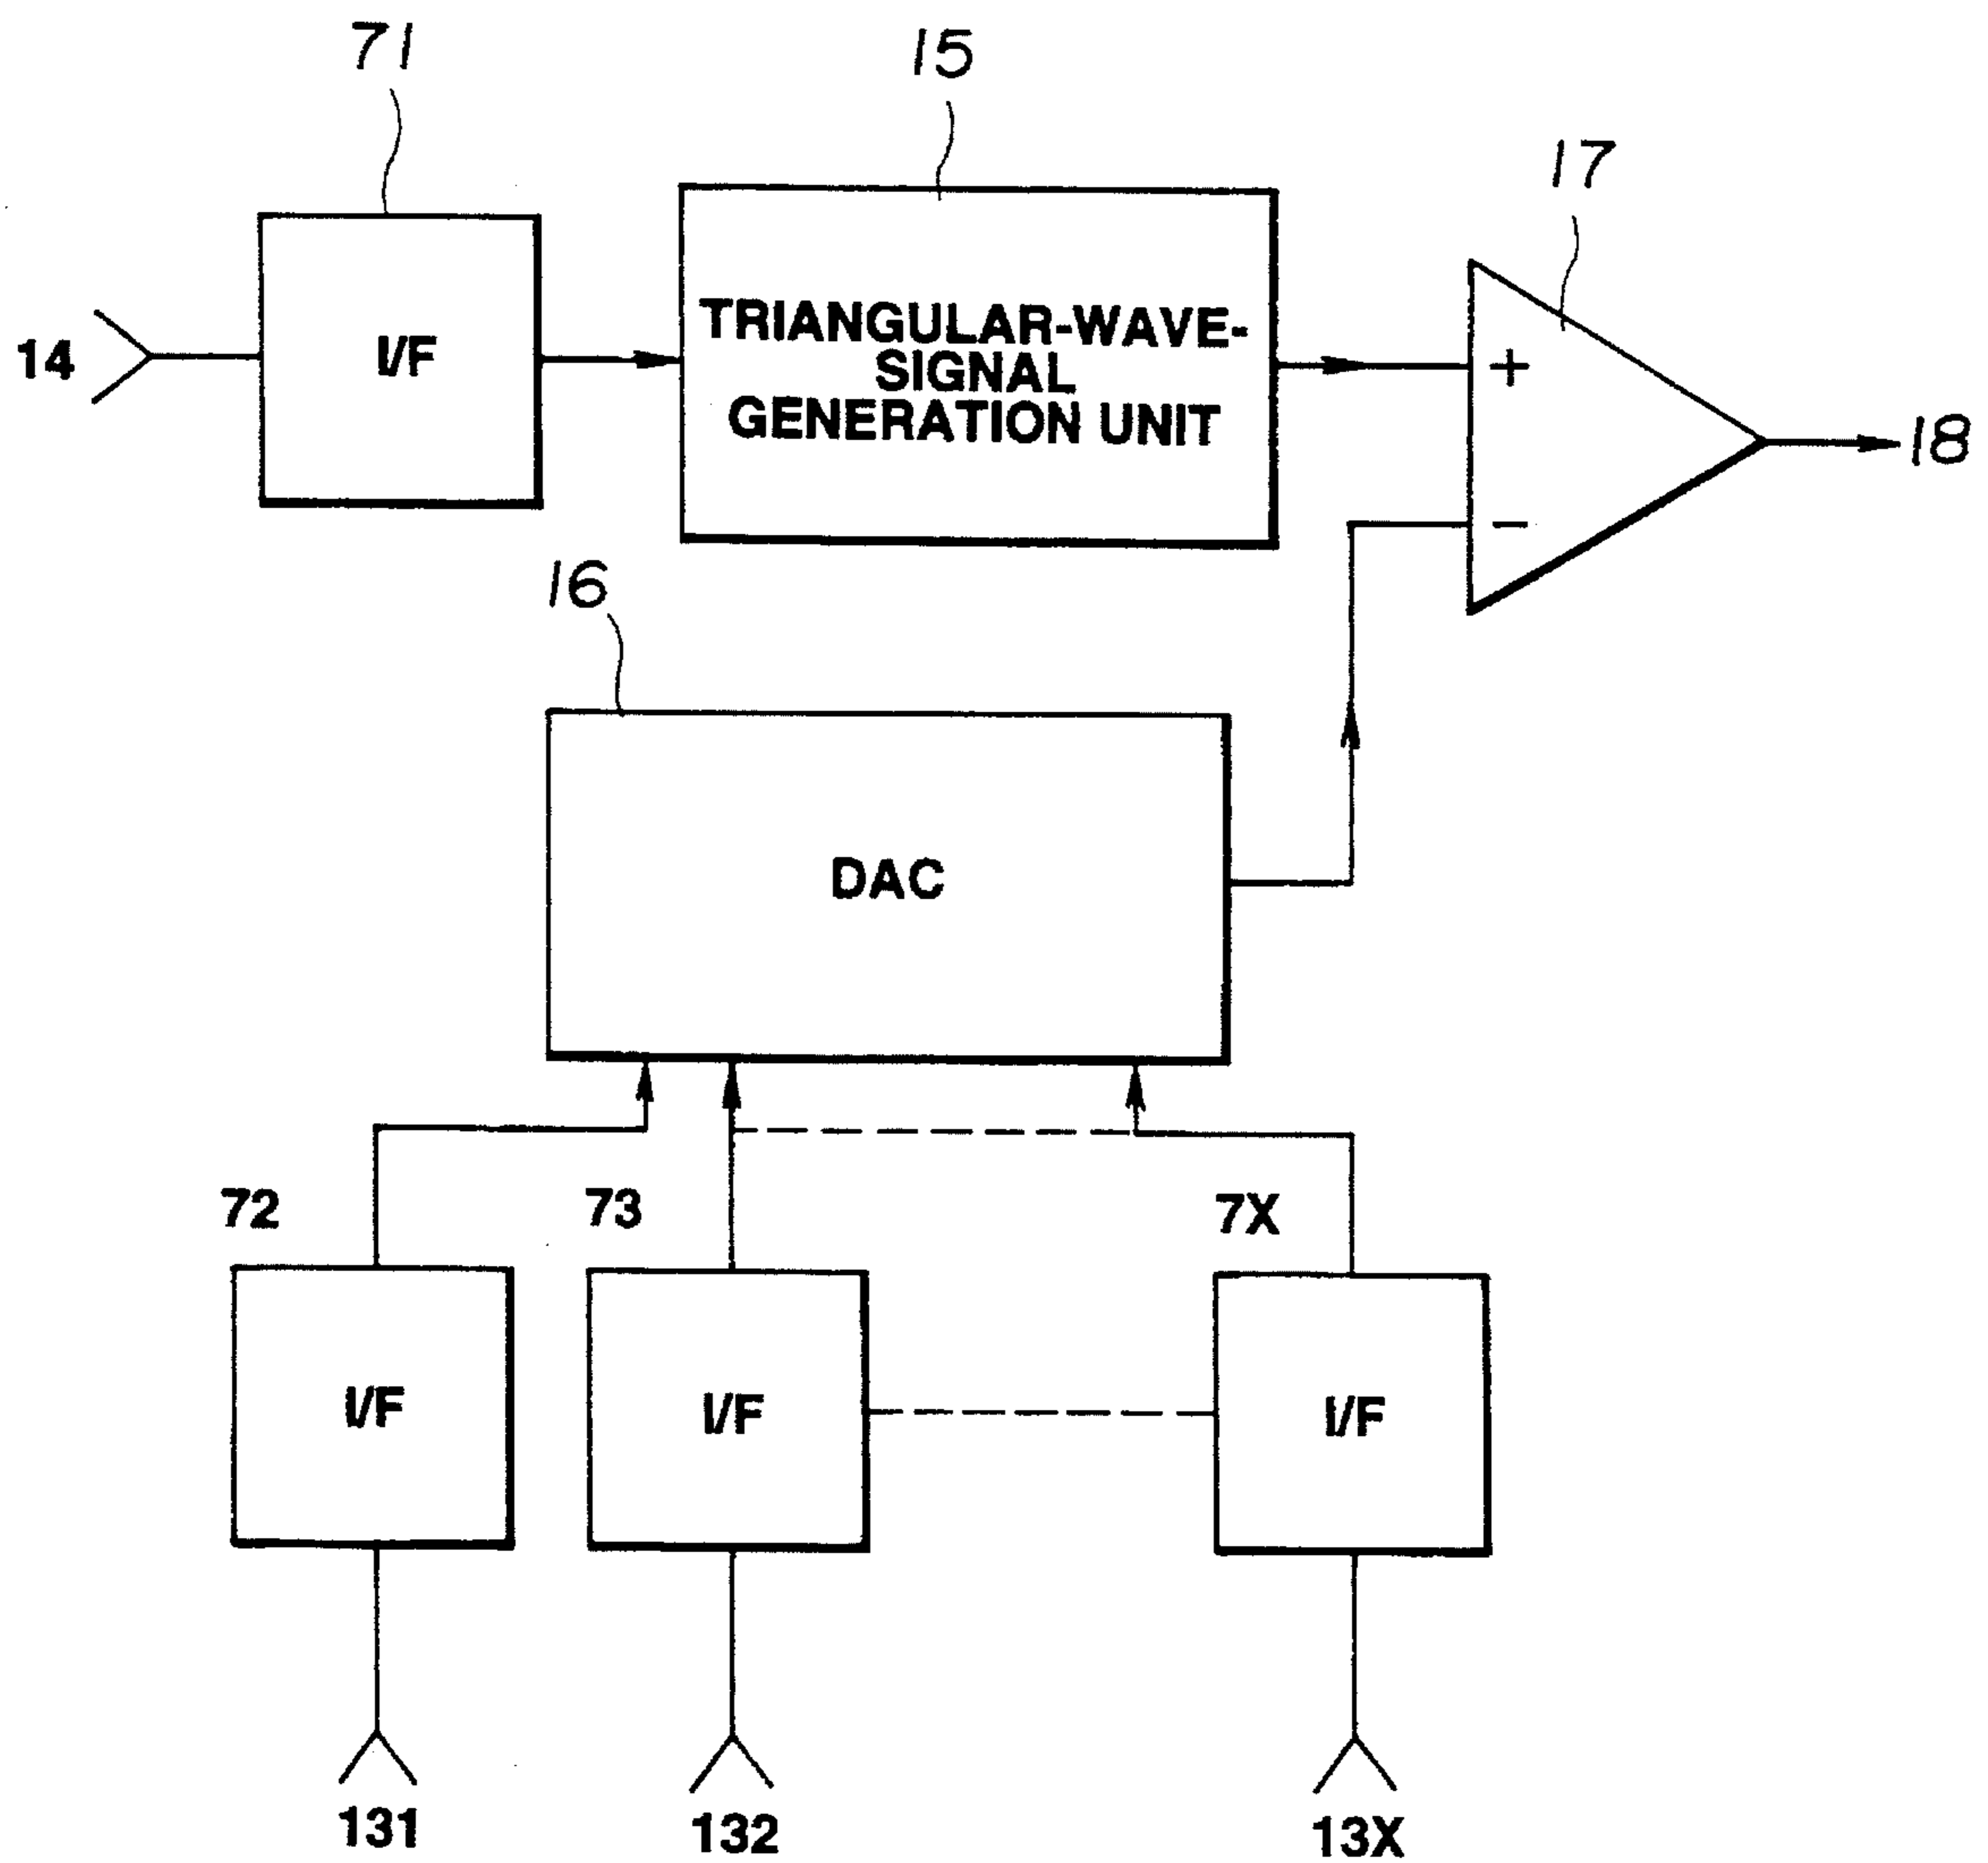 71
15
17
14
I/F
TRIANGULAR-WAVE-
SIGNAL
GENERATION UNIT
+
−
18
16
DAC
72
73
7X
I/F
I/F
I/F
131
132
13X